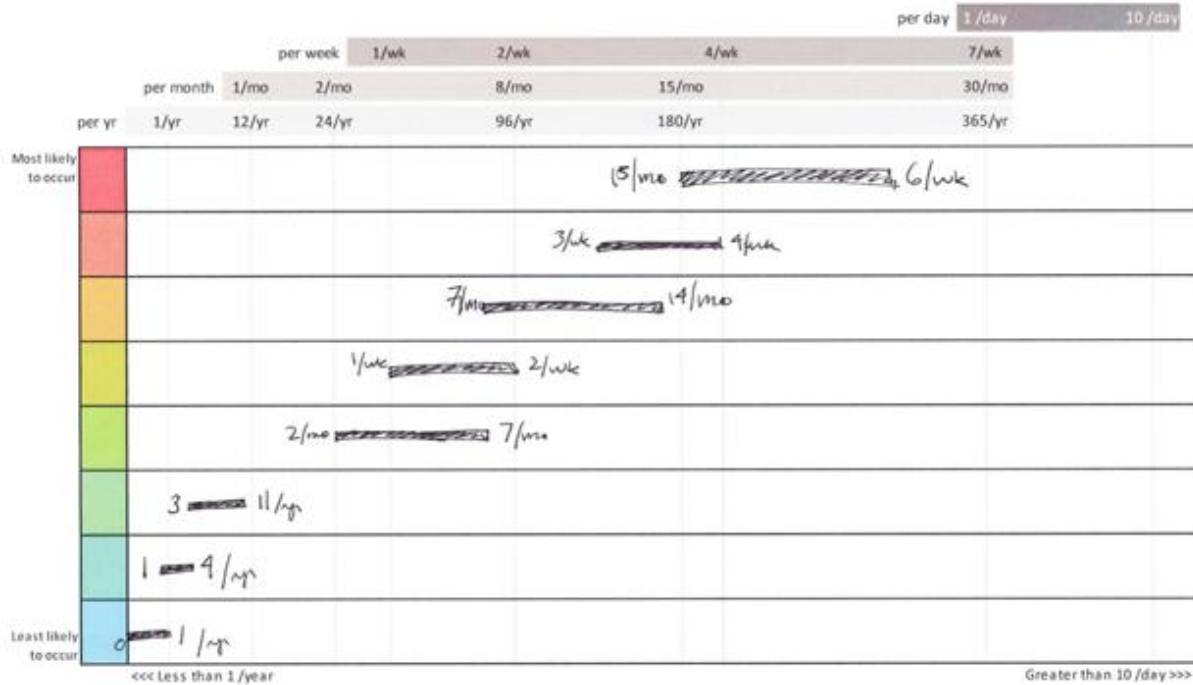 per day 1 /day 10 /day
per week 1/wk 2/wk 4/wk 7/wk
per month 1/mo 2/mo 8/mo 15/mo 30/mo
per yr 1/yr 12/yr 24/yr 96/yr 180/yr 365/yr
Most likely
to occur
15/mo 6/wk
3/wk 4/wk
7/mo 14/mo
1/wk 2/wk
2/mo 7/mo
3 11/yr
1 4/yr
0 1/yr
Least likely
to occur
<<< Less than 1 /year Greater than 10 /day >>>